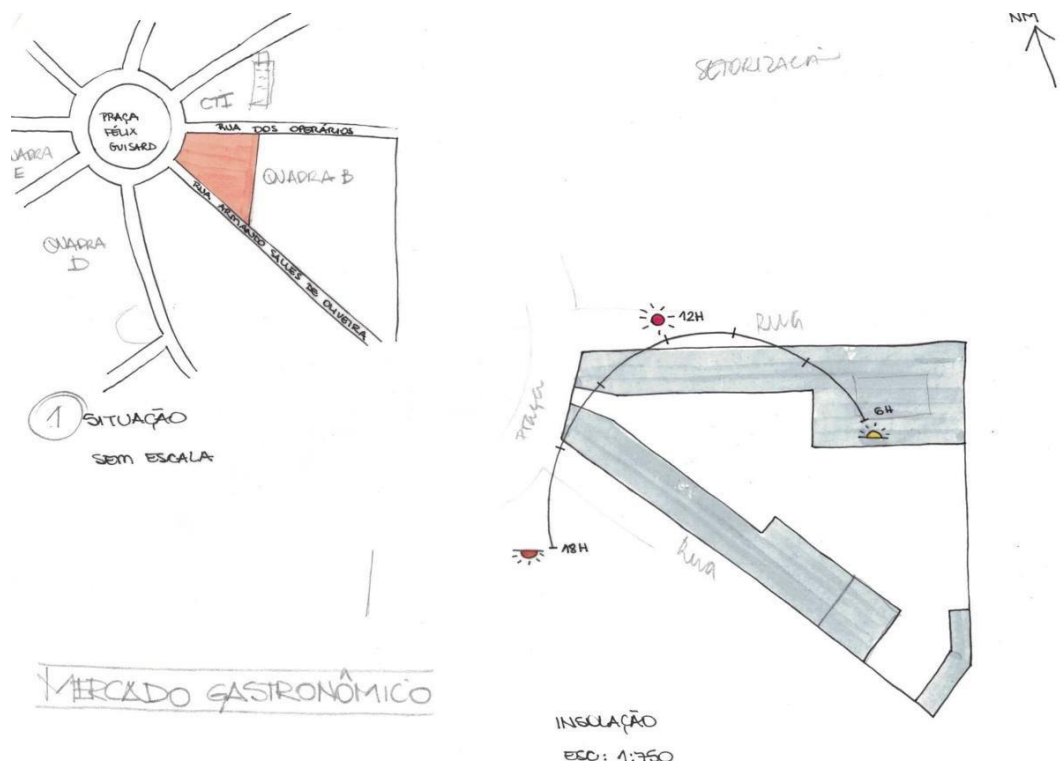 NM
SETORIZAÇÃO
CTI
PRAÇA
FÉLIX
GUISARD
RUA DOS OPERÁRIOS
QUADRA B
RUA ARMANDO SALLES DE OLIVEIRA
UADRA
E
QUADRA
D
1 SITUAÇÃO
SEM ESCALA
MERCADO GASTRONÔMICO
12H
Rua
Praça
6H
18H
Rua
INSOLAÇÃO
ESC: 1:750